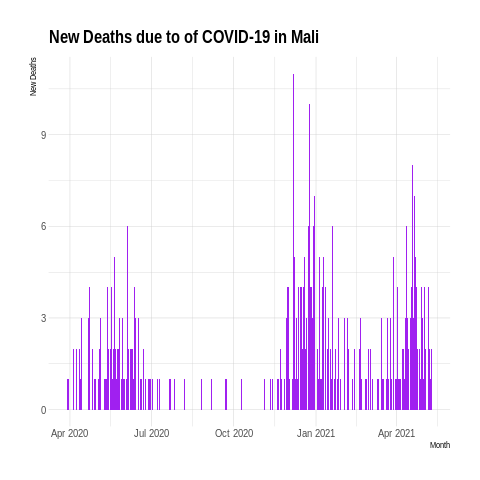 New Deaths due to of COVID-19 in Mali
New Deaths
9
6
3
0
Apr 2020 Jul 2020 Oct 2020 Jan 2021 Apr 2021
Month